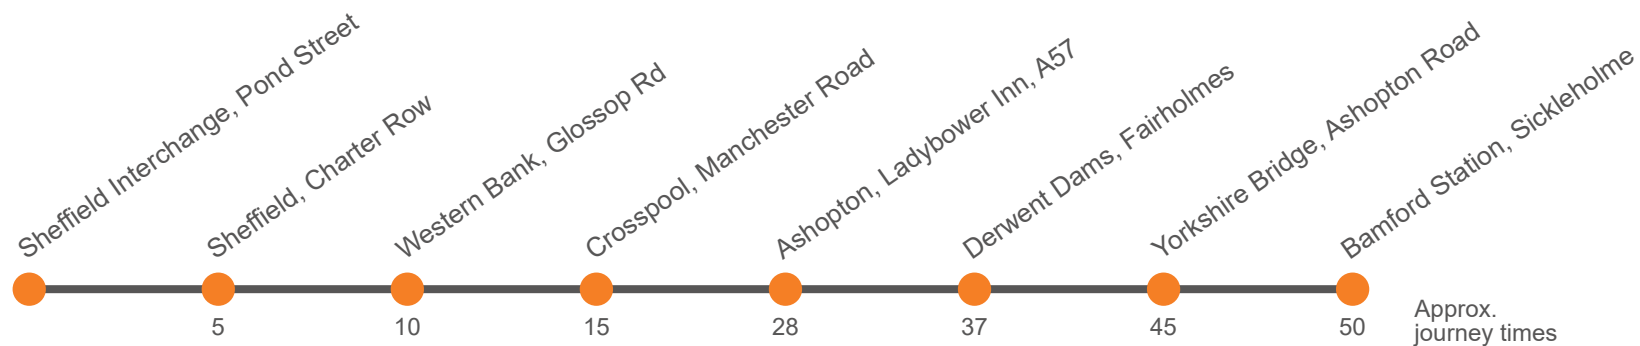 Sheffield Interchange, Pond Street
Sheffield, Charter Row
Western Bank, Glossop Rd
Crosspool, Manchester Road
Ashopton, Ladybower Inn, A57
Derwent Dams, Fairholmes
Yorkshire Bridge, Ashopton Road
Bamford Station, Sickleholme
5 10 15 28 37 45 50
Approx.
journey times